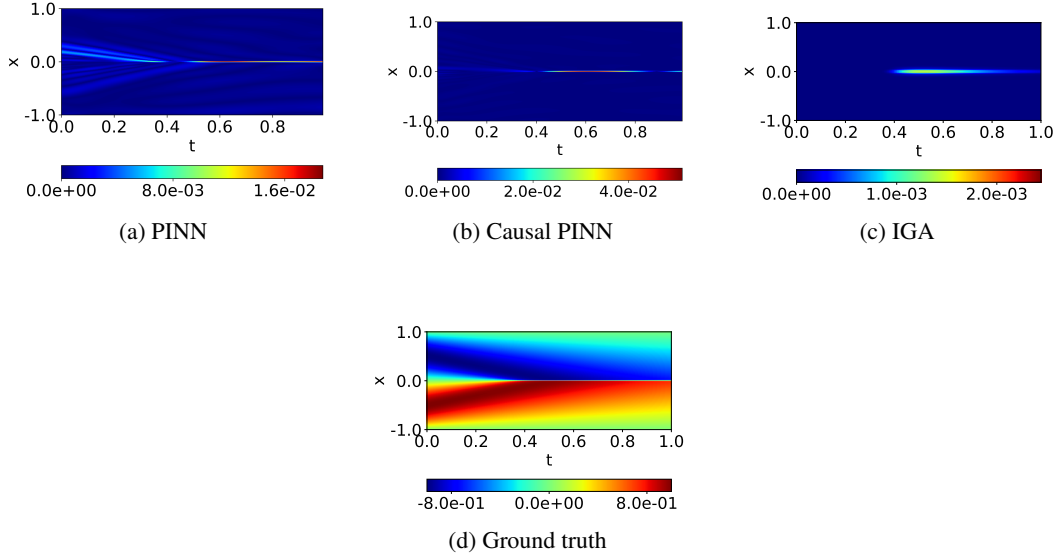 1.0
0.0
-1.0
x
0.0 0.2 0.4 0.6 0.8
t
0.0e+00 8.0e-03 1.6e-02
(a) PINN
1.0
0.0
-1.0
x
0.0 0.2 0.4 0.6 0.8
t
0.0e+00 2.0e-02 4.0e-02
(b) Causal PINN
1.0
0.0
-1.0
x
0.0 0.2 0.4 0.6 0.8 1.0
t
0.0e+00 1.0e-03 2.0e-03
(c) IGA
1.0
0.0
-1.0
x
0.0 0.2 0.4 0.6 0.8 1.0
t
-8.0e-01 0.0e+00 8.0e-01
(d) Ground truth